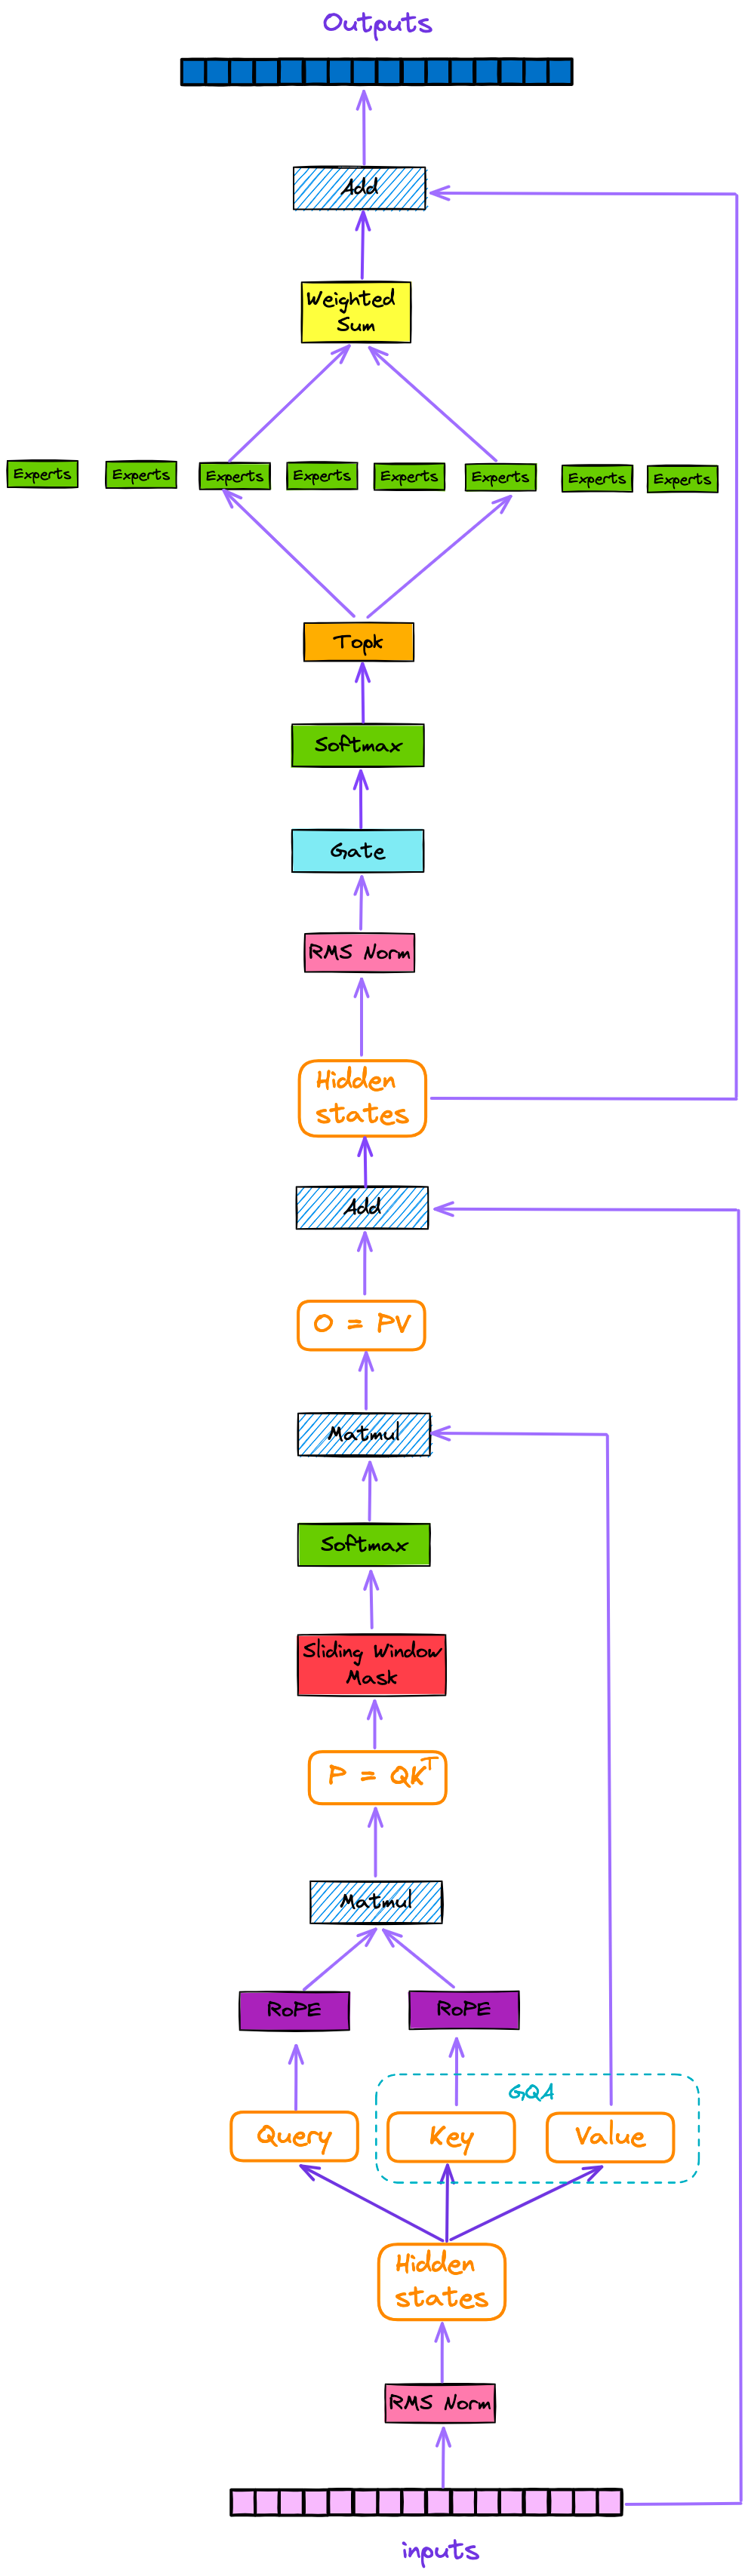 Outputs
Add
Weighted
Sum
Experts
Experts
Experts
Experts
Experts
Experts
Experts
Experts
Topk
Softmax
Gate
RMS Norm
Hidden
states
Add
O = PV
Matmul
Softmax
Sliding Window
Mask
P = QK^T
Matmul
RoPE
RoPE
GQA
Query
Key
Value
Hidden
states
RMS Norm
inputs